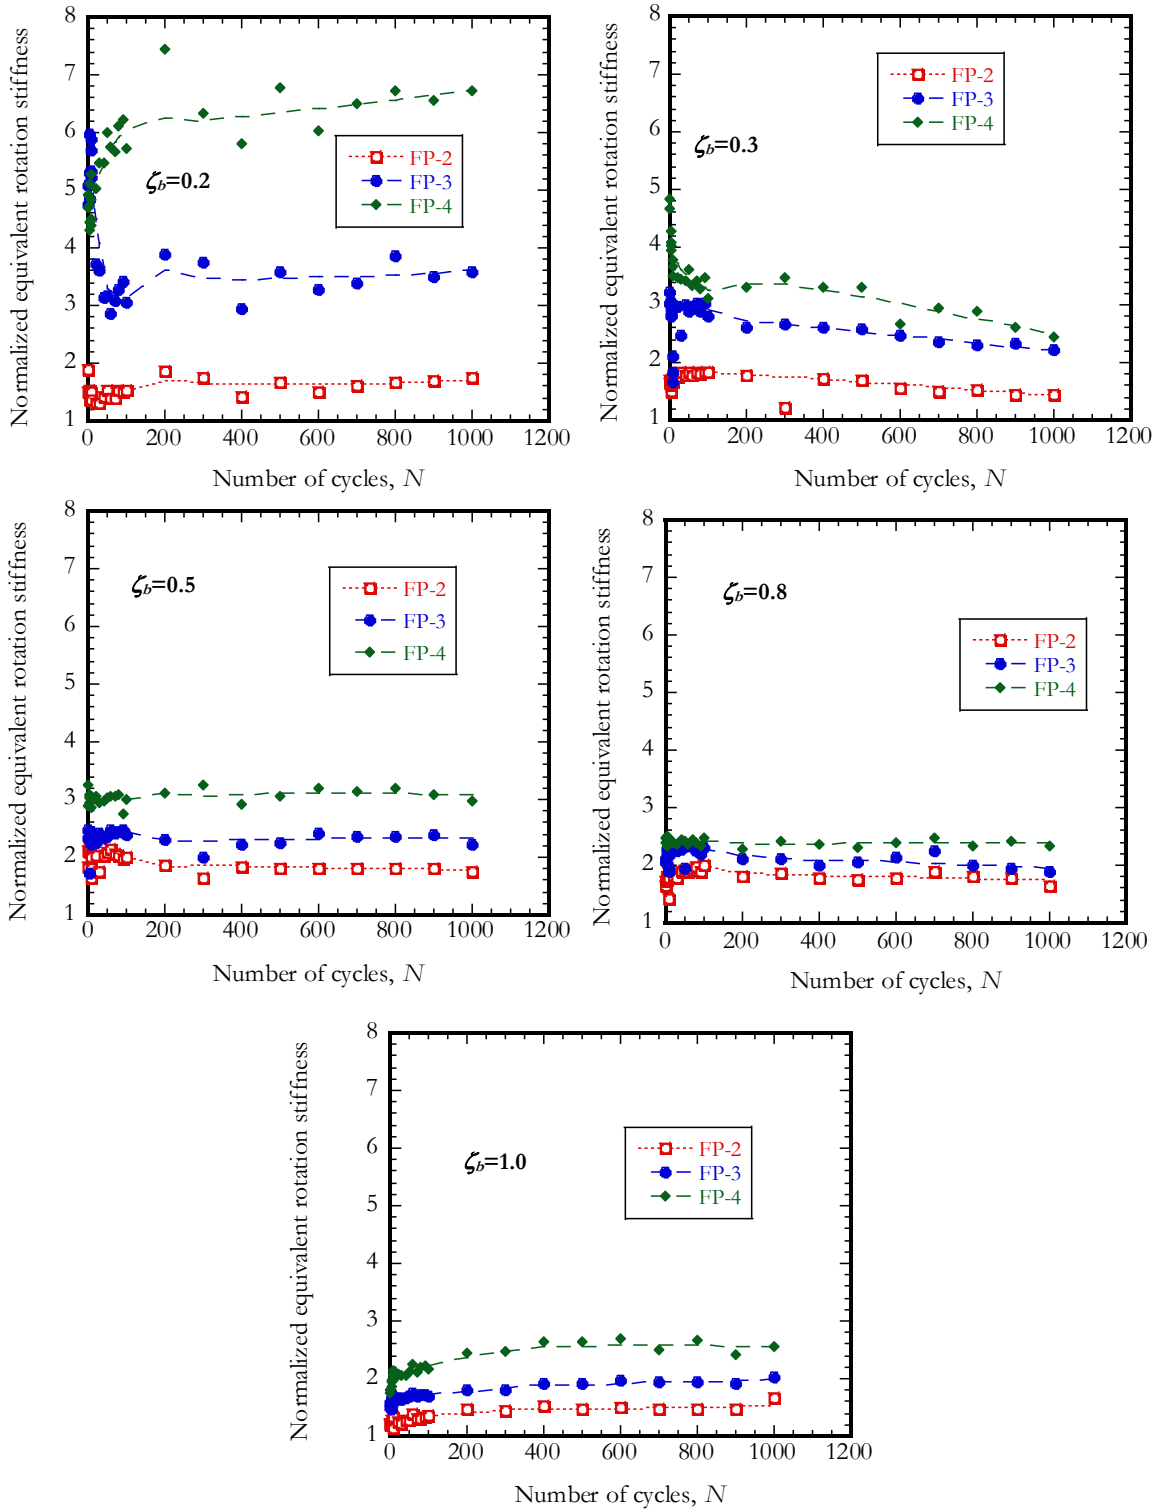 Normalized equivalent rotation stiffness
8
7
6
5
4
3
2
1
ζb=0.2
FP-2
FP-3
FP-4
0 200 400 600 800 1000 1200
Number of cycles, N
Normalized equivalent rotation stiffness
8
7
6
5
4
3
2
1
ζb=0.3
FP-2
FP-3
FP-4
0 200 400 600 800 1000 1200
Number of cycles, N
Normalized equivalent rotation stiffness
8
7
6
5
4
3
2
1
ζb=0.5
FP-2
FP-3
FP-4
0 200 400 600 800 1000 1200
Number of cycles, N
Normalized equivalent rotation stiffness
8
7
6
5
4
3
2
1
ζb=0.8
FP-2
FP-3
FP-4
0 200 400 600 800 1000 1200
Number of cycles, N
Normalized equivalent rotation stiffness
8
7
6
5
4
3
2
1
ζb=1.0
FP-2
FP-3
FP-4
0 200 400 600 800 1000 1200
Number of cycles, N